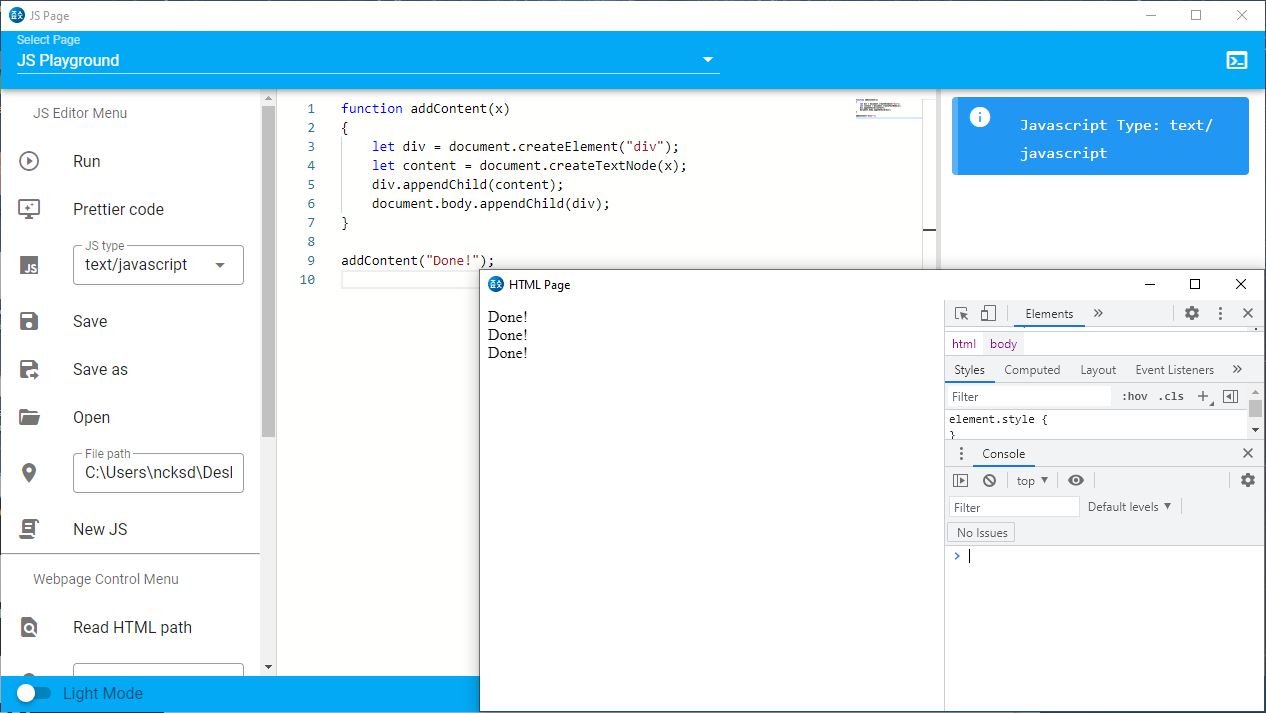 JS Page
Select Page
JS Playground
JS Editor Menu
Run
Prettier code
JS type
JS
text/javascript
Save
Save as
Open
File path
C:\Users\ncksd\Desl
New JS
Webpage Control Menu
Read HTML path
Light Mode
1 function addContent(x)
2 {
3 let div = document.createElement("div");
4 let content = document.createTextNode(x);
5 div.appendChild(content);
6 document.body.appendChild(div);
7 }
8
9 addContent("Done!");
10
Javascript Type: text/
javascript
HTML Page
Done!
Done!
Done!
Elements
html body
Styles Computed Layout Event Listeners
Filter :hov .cls
element.style {
}
Console
top
Filter Default levels
No Issues